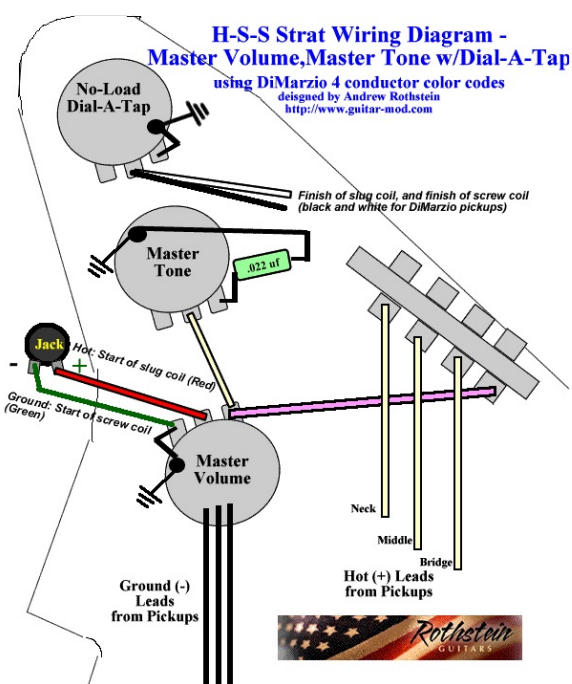 H-S-S Strat Wiring Diagram -
Master Volume,Master Tone w/Dial-A-Tap
using DiMarzio 4 conductor color codes
deisgned by Andrew Rothstein
http://www.guitar-mod.com
No-Load
Dial-A-Tap
Finish of slug coil, and finish of screw coil
(black and white for DiMarzio pickups)
Master
Tone
.022 uf
Jack
- +
Hot: Start of slug coil (Red)
Ground: Start of screw coil
(Green)
Master
Volume
Neck
Middle
Bridge
Hot (+) Leads
from Pickups
Ground (-)
Leads
from Pickups
Rothstein
GUITARS